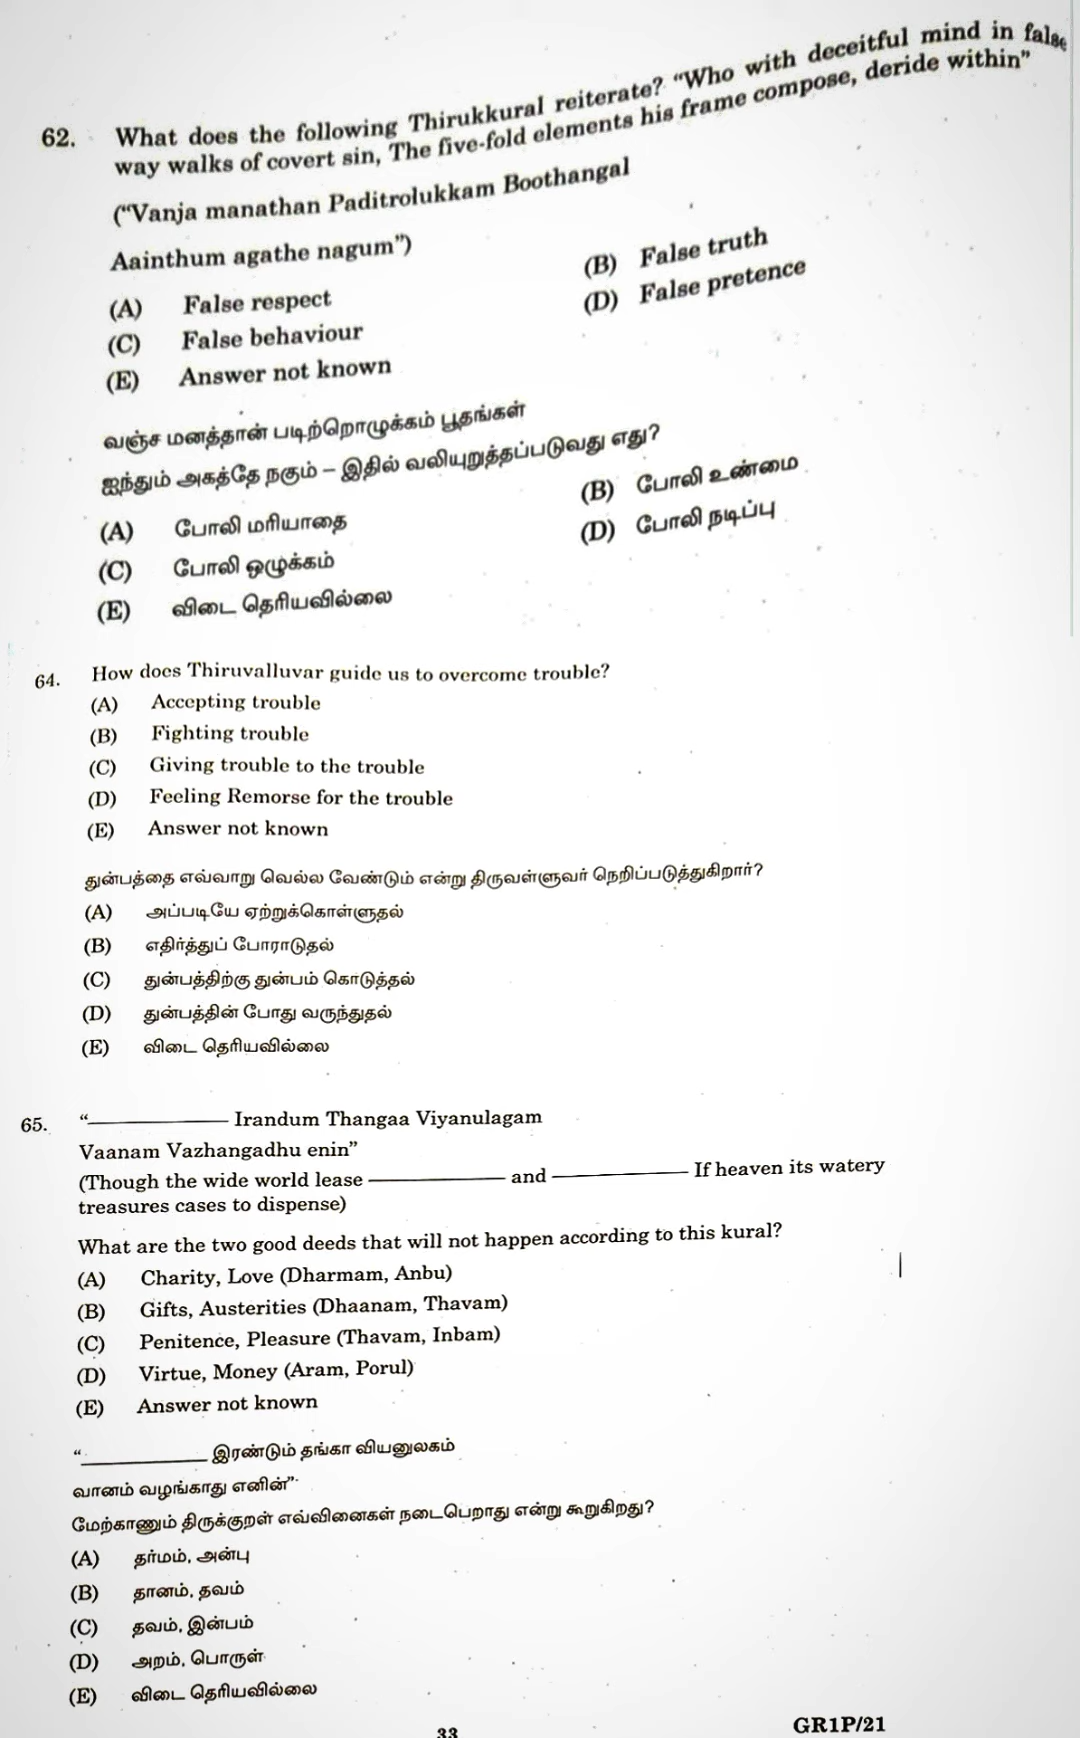 62. What does the following Thirukkural reiterate? “Who with deceitful mind in false
way walks of covert sin, The five-fold elements his frame compose, deride within”
(“Vanja manathan Paditrolukkam Boothangal
Aainthum agathe nagum”)
(A) False respect (B) False truth
(C) False behaviour (D) False pretence
(E) Answer not known
வஞ்ச மனத்தான் படிற்றொழுக்கம் பூதங்கள்
ஐந்தும் அகத்தே நகும் – இதில் வலியுறுத்தப்படுவது எது?
(A) போலி மரியாதை (B) போலி உண்மை
(C) போலி ஒழுக்கம் (D) போலி நடிப்பு
(E) விடை தெரியவில்லை
64. How does Thiruvalluvar guide us to overcome trouble?
(A) Accepting trouble
(B) Fighting trouble
(C) Giving trouble to the trouble
(D) Feeling Remorse for the trouble
(E) Answer not known
துன்பத்தை எவ்வாறு வெல்ல வேண்டும் என்று திருவள்ளுவர் நெறிப்படுத்துகிறார்?
(A) அப்படியே ஏற்றுக்கொள்ளுதல்
(B) எதிர்த்துப் போராடுதல்
(C) துன்பத்திற்கு துன்பம் கொடுத்தல்
(D) துன்பத்தின் போது வருந்துதல்
(E) விடை தெரியவில்லை
65. “____________ Irandum Thangaa Viyanulagam
Vaanam Vazhangadhu enin”
(Though the wide world lease ____________ and ____________ If heaven its watery
treasures cases to dispense)
What are the two good deeds that will not happen according to this kural?
(A) Charity, Love (Dharmam, Anbu)
(B) Gifts, Austerities (Dhaanam, Thavam)
(C) Penitence, Pleasure (Thavam, Inbam)
(D) Virtue, Money (Aram, Porul)
(E) Answer not known
“____________ இரண்டும் தங்கா வியனுலகம்
வானம் வழங்காது எனின்”
மேற்காணும் திருக்குறள் எவ்வினைகள் நடைபெறாது என்று கூறுகிறது?
(A) தர்மம், அன்பு
(B) தானம், தவம்
(C) தவம், இன்பம்
(D) அறம், பொருள்
(E) விடை தெரியவில்லை
33 GR1P/21